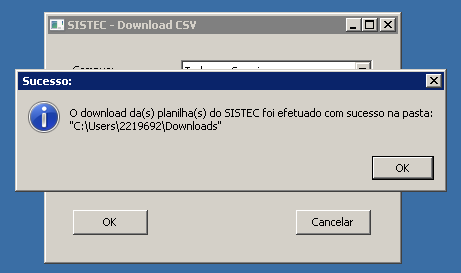 SISTEC - Download CSV
Sucesso:
O download da(s) planilha(s) do SISTEC foi efetuado com sucesso na pasta:
"C:\Users\2219692\Downloads"
OK
OK
Cancelar